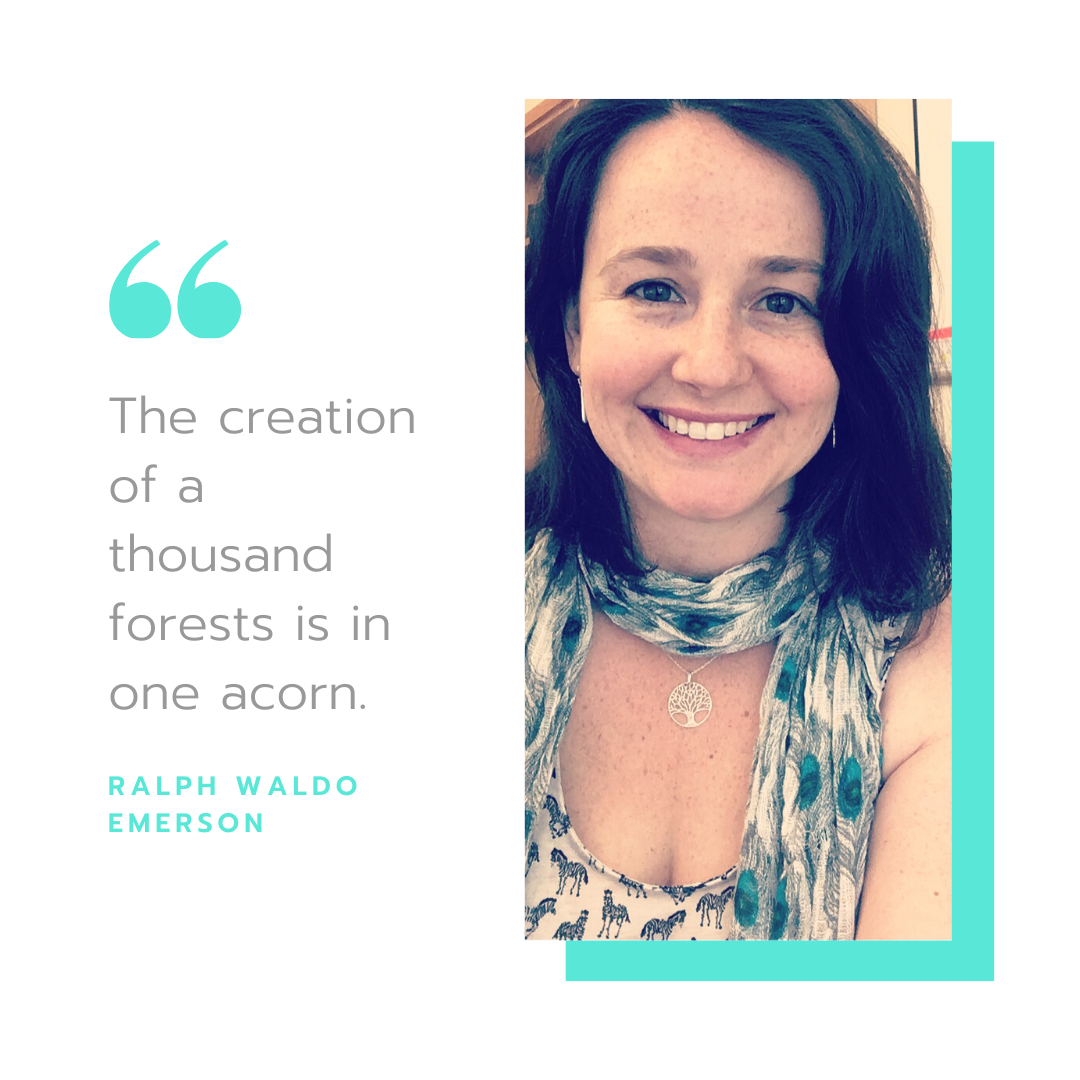 The creation
of a
thousand
forests is in
one acorn.
RALPH WALDO
EMERSON